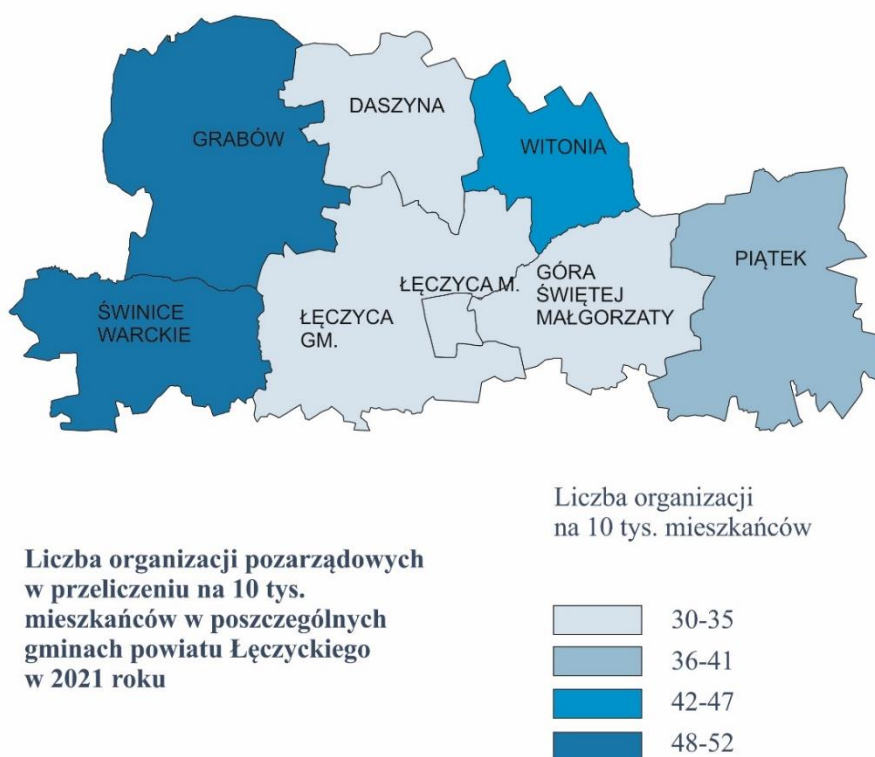 DASZYNA
GRABÓW
WITONIA
PIĄTEK
ŁĘCZYCA M.
GÓRA
ŚWIĘTEJ
MAŁGORZATY
ŚWINICE
WARCKIE
ŁĘCZYCA
GM.
Liczba organizacji pozarządowych
w przeliczeniu na 10 tys.
mieszkańców w poszczególnych
gminach powiatu Łęczyckiego
w 2021 roku
Liczba organizacji
na 10 tys. mieszkańców
30-35
36-41
42-47
48-52